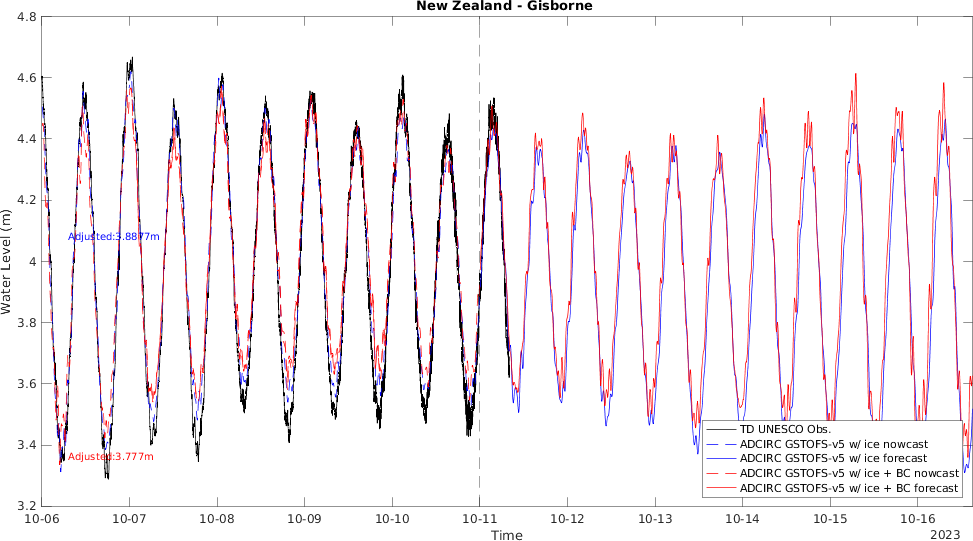 New Zealand - Gisborne
4.8
4.6
4.4
4.2
4
3.8
3.6
3.4
3.2
Water Level (m)
Adjusted:3.8877m
Adjusted:3.777m
TD UNESCO Obs.
ADCIRC GSTOFS-v5 w/ ice nowcast
ADCIRC GSTOFS-v5 w/ ice forecast
ADCIRC GSTOFS-v5 w/ ice + BC nowcast
ADCIRC GSTOFS-v5 w/ ice + BC forecast
10-06 10-07 10-08 10-09 10-10 10-11 10-12 10-13 10-14 10-15 10-16
Time
2023